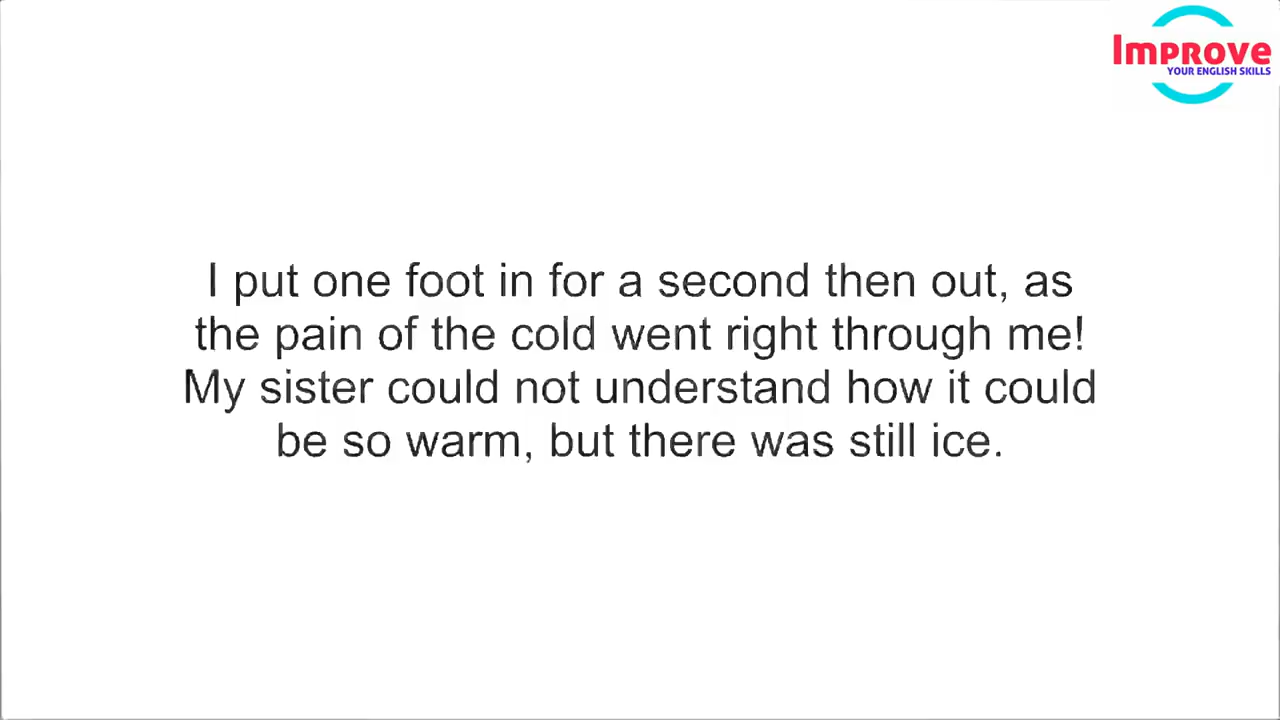 Improve
YOUR ENGLISH SKILLS
I put one foot in for a second then out, as
the pain of the cold went right through me!
My sister could not understand how it could
be so warm, but there was still ice.